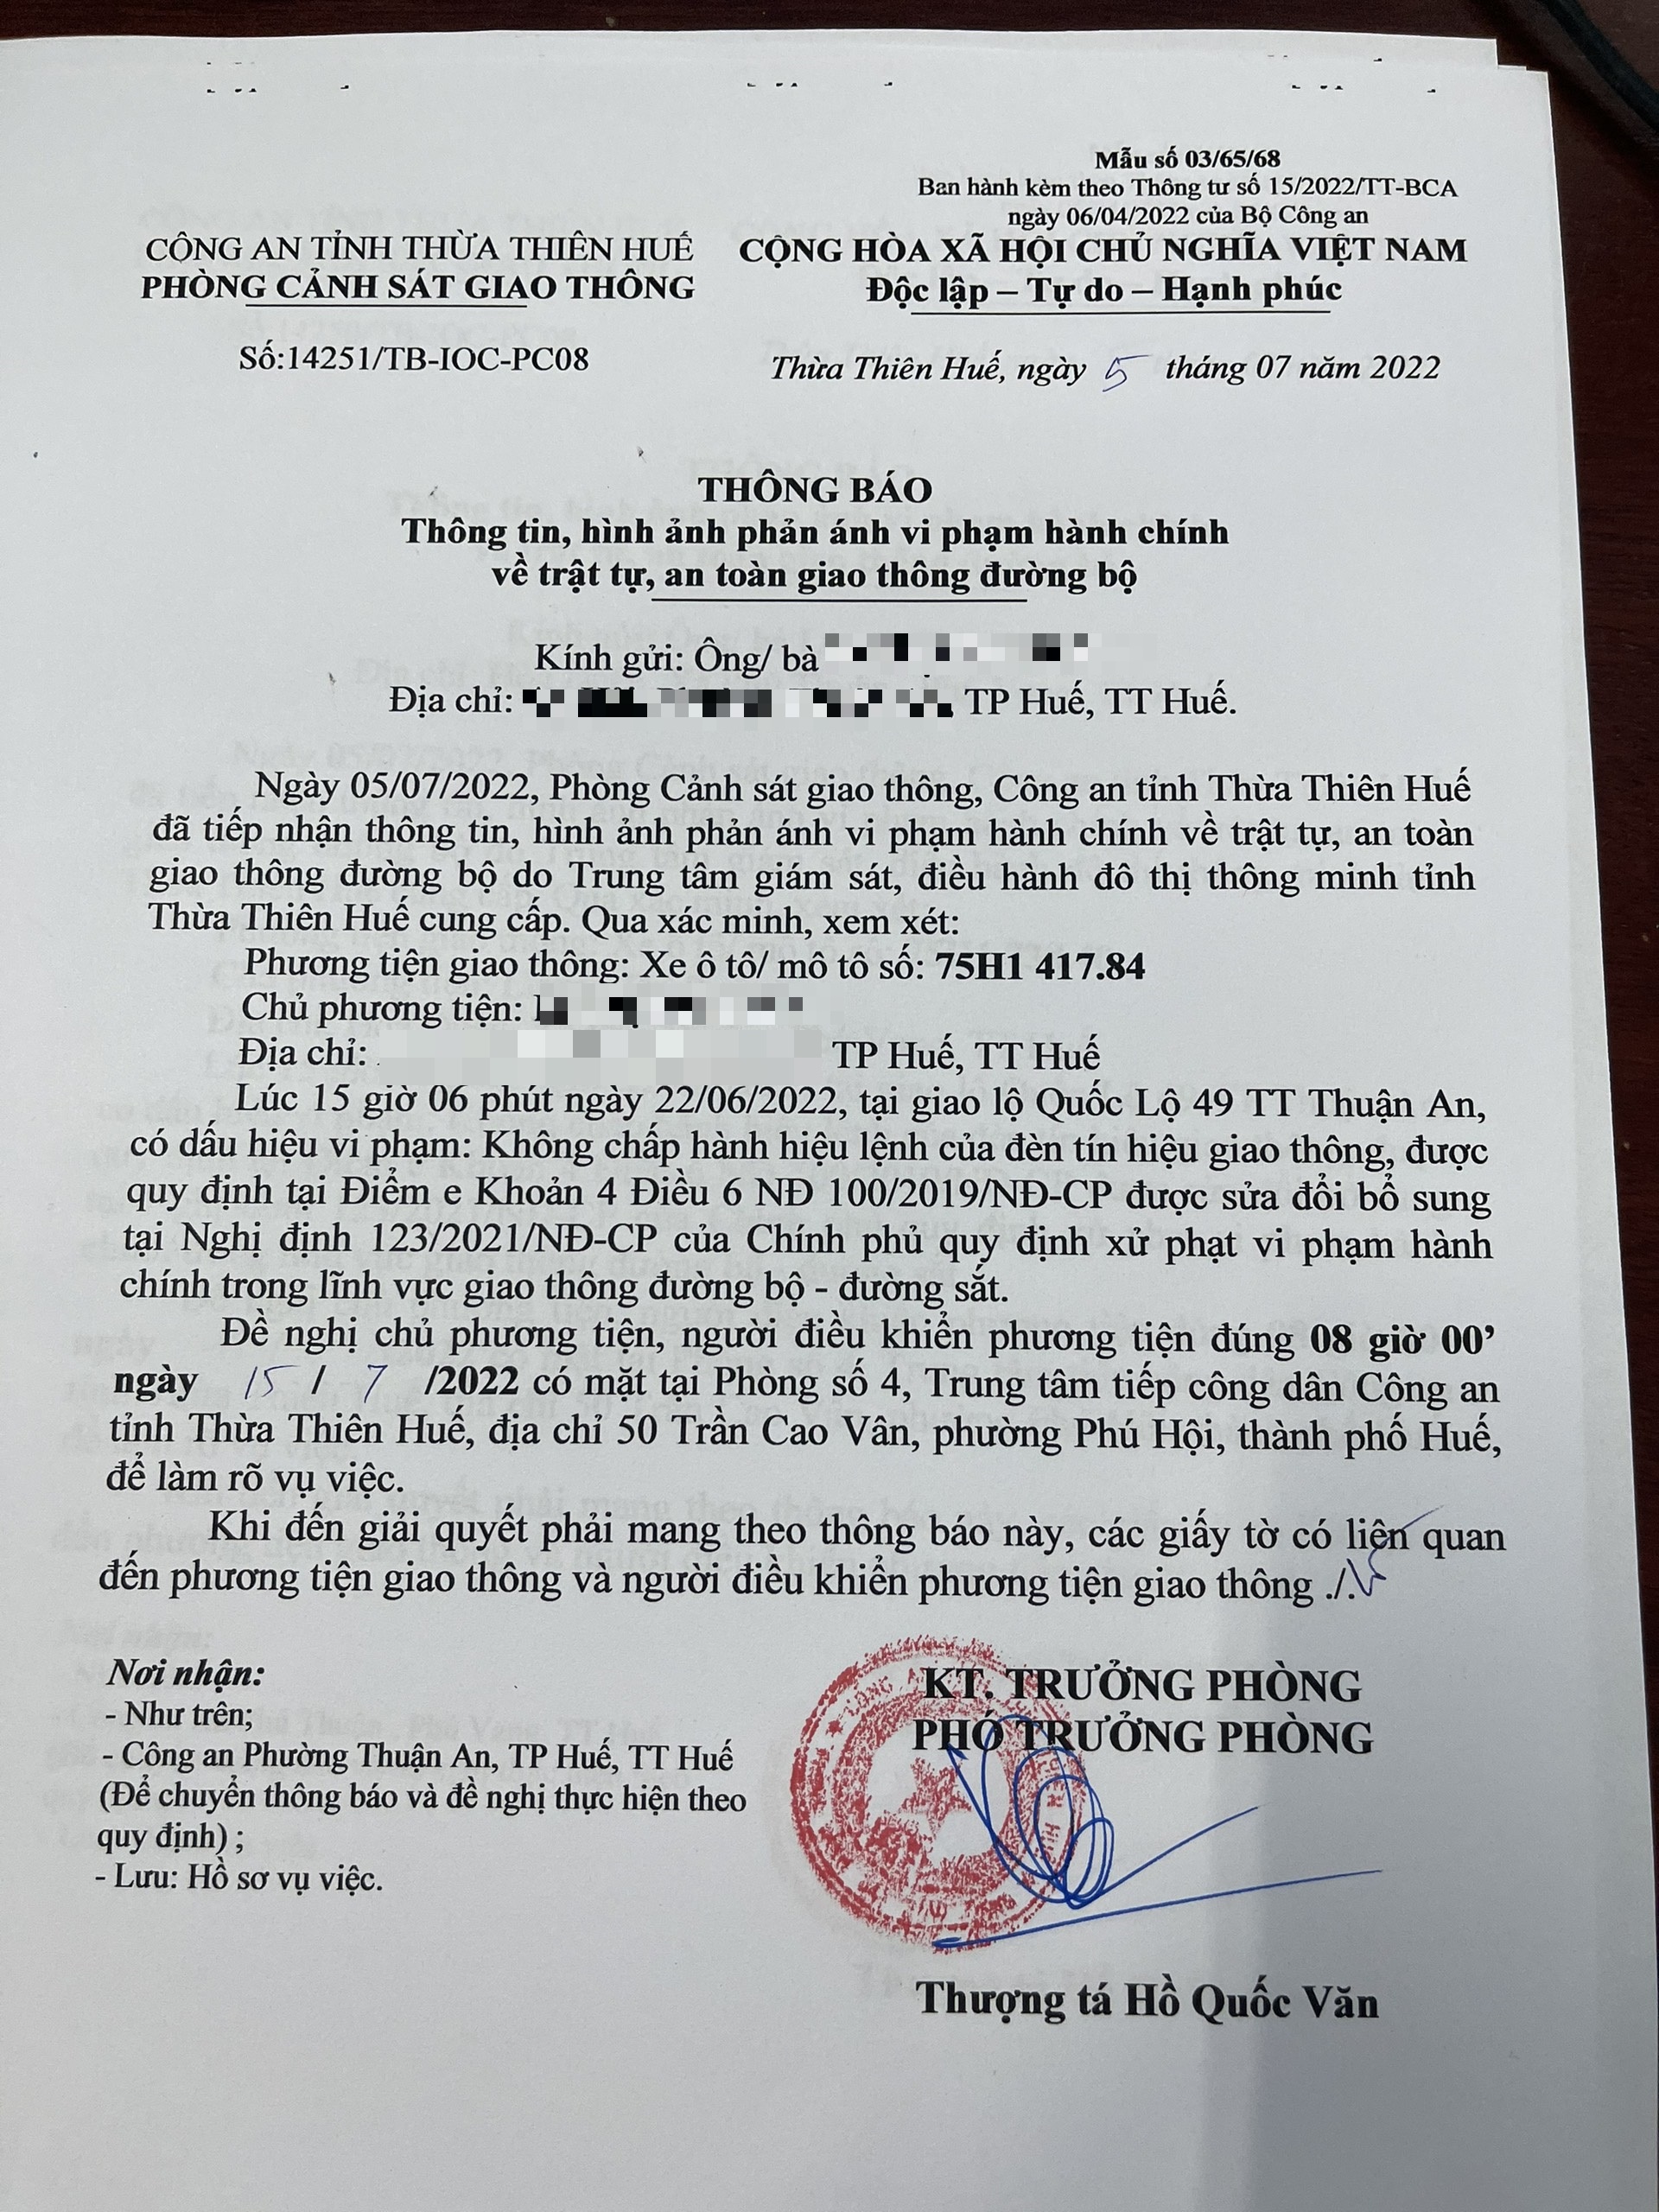 Mẫu số 03/65/68
Ban hành kèm theo Thông tư số 15/2022/TT-BCA
ngày 06/04/2022 của Bộ Công an
CÔNG AN TỈNH THỪA THIÊN HUẾ
PHÒNG CẢNH SÁT GIAO THÔNG
CỘNG HÒA XÃ HỘI CHỦ NGHĨA VIỆT NAM
Độc lập – Tự do – Hạnh phúc
Số:14251/TB-IOC-PC08
Thừa Thiên Huế, ngày 5 tháng 07 năm 2022
THÔNG BÁO
Thông tin, hình ảnh phản ánh vi phạm hành chính
về trật tự, an toàn giao thông đường bộ
Kính gửi: Ông/ bà
Địa chỉ: , TP Huế, TT Huế.
Ngày 05/07/2022, Phòng Cảnh sát giao thông, Công an tỉnh Thừa Thiên Huế
đã tiếp nhận thông tin, hình ảnh phản ánh vi phạm hành chính về trật tự, an toàn
giao thông đường bộ do Trung tâm giám sát, điều hành đô thị thông minh tỉnh
Thừa Thiên Huế cung cấp. Qua xác minh, xem xét:
Phương tiện giao thông: Xe ô tô/ mô tô số: 75H1 417.84
Chủ phương tiện:
Địa chỉ: TP Huế, TT Huế
Lúc 15 giờ 06 phút ngày 22/06/2022, tại giao lộ Quốc Lộ 49 TT Thuận An,
có dấu hiệu vi phạm: Không chấp hành hiệu lệnh của đèn tín hiệu giao thông, được
quy định tại Điểm e Khoản 4 Điều 6 NĐ 100/2019/NĐ-CP được sửa đổi bổ sung
tại Nghị định 123/2021/NĐ-CP của Chính phủ quy định xử phạt vi phạm hành
chính trong lĩnh vực giao thông đường bộ - đường sắt.
Đề nghị chủ phương tiện, người điều khiển phương tiện đúng 08 giờ 00’
ngày 15 / 7 /2022 có mặt tại Phòng số 4, Trung tâm tiếp công dân Công an
tỉnh Thừa Thiên Huế, địa chỉ 50 Trần Cao Vân, phường Phú Hội, thành phố Huế,
để làm rõ vụ việc.
Khi đến giải quyết phải mang theo thông báo này, các giấy tờ có liên quan
đến phương tiện giao thông và người điều khiển phương tiện giao thông ./.
Nơi nhận:
- Như trên;
- Công an Phường Thuận An, TP Huế, TT Huế
(Để chuyển thông báo và đề nghị thực hiện theo
quy định) ;
- Lưu: Hồ sơ vụ việc.
KT. TRƯỞNG PHÒNG
PHÓ TRƯỞNG PHÒNG
Thượng tá Hồ Quốc Văn